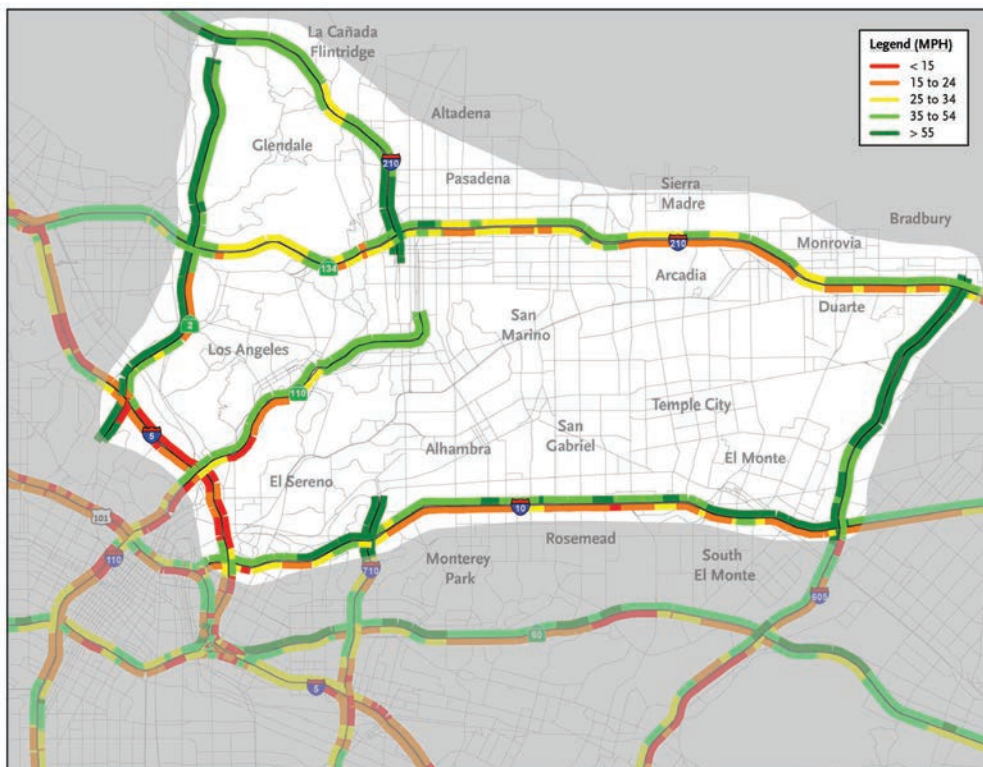 La Cañada
Flintridge
Legend (MPH)
< 15
15 to 24
25 to 34
35 to 54
> 55
Altadena
Glendale
210
Pasadena
Sierra
Madre
Bradbury
210
Monrovia
134
Arcadia
Duarte
San
Marino
2
Los Angeles
110
Temple City
5
San
Gabriel
Alhambra
El Monte
El Sereno
10
101
Rosemead
110
Monterey
Park
South
El Monte
710
605
60
5